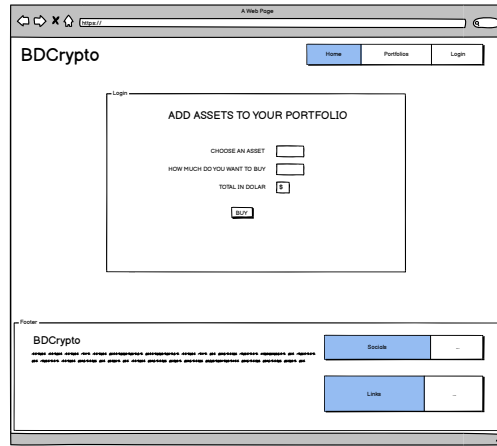 A Web Page
https://
BDCrypto
Home
Portfolios
Login
Login
ADD ASSETS TO YOUR PORTFOLIO
CHOOSE AN ASSET
HOW MUCH DO YOU WANT TO BUY
TOTAL IN DOLAR
$
BUY
Footer
BDCrypto
Socials
...
Links
...